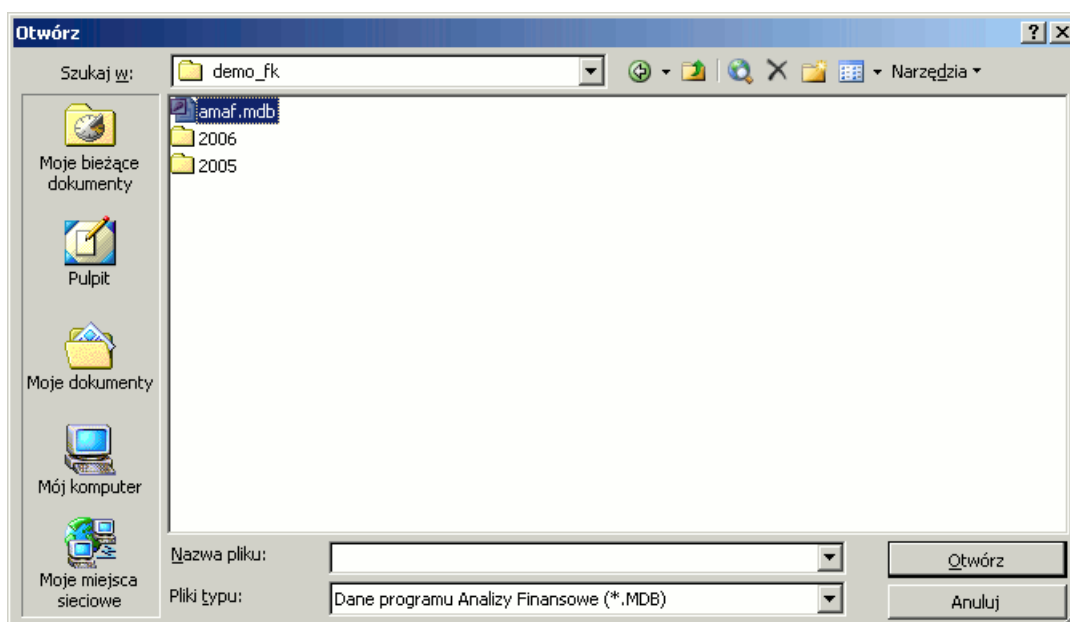 Otwórz
Szukaj w:
demo_fk
Narzędzia
amaf.mdb
2006
2005
Moje bieżące
dokumenty
Pulpit
Moje dokumenty
Mój komputer
Moje miejsca
sieciowe
Nazwa pliku:
Otwórz
Pliki typu:
Dane programu Analizy Finansowe (*.MDB)
Anuluj